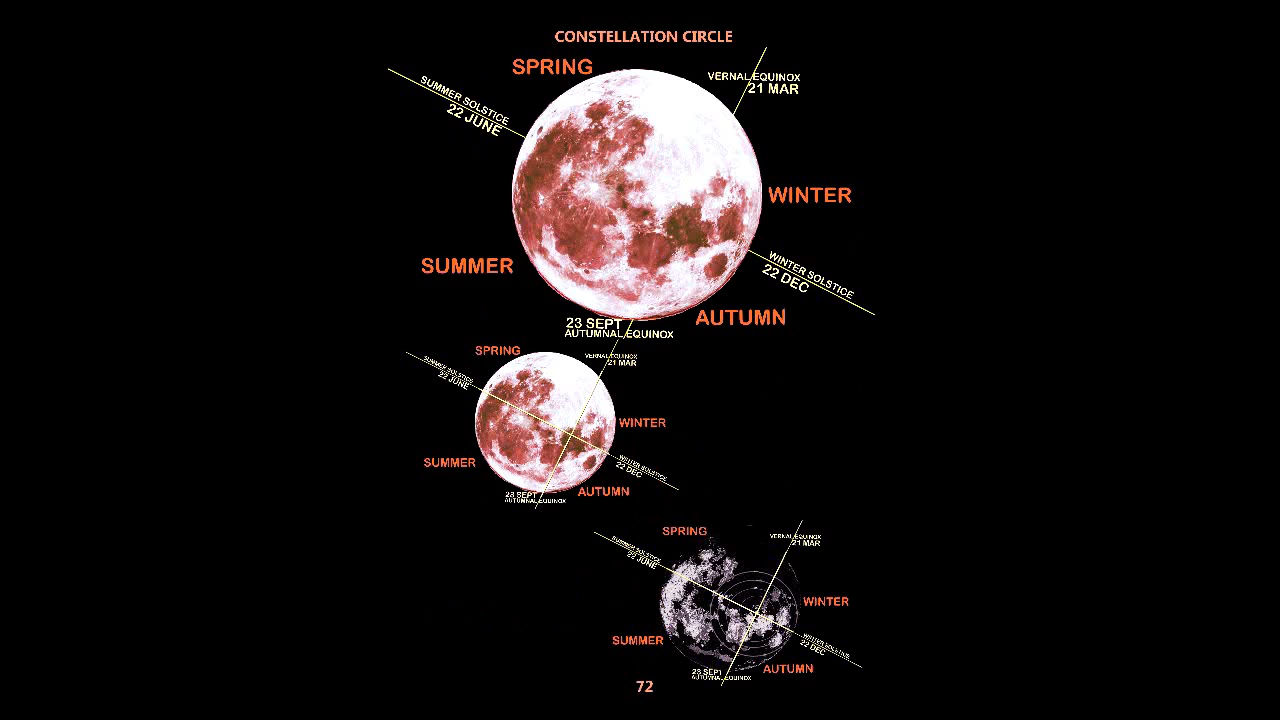 CONSTELLATION CIRCLE
SPRING
VERNAL EQUINOX
21 MAR
SUMMER SOLSTICE
22 JUNE
WINTER
SUMMER
WINTER SOLSTICE
22 DEC
AUTUMN
23 SEPT
AUTUMNAL EQUINOX
SPRING
VERNAL EQUINOX
21 MAR
SUMMER SOLSTICE
22 JUNE
WINTER
SUMMER
WINTER SOLSTICE
22 DEC
AUTUMN
23 SEPT
AUTUMNAL EQUINOX
SPRING
VERNAL EQUINOX
21 MAR
SUMMER SOLSTICE
22 JUNE
WINTER
SUMMER
WINTER SOLSTICE
22 DEC
AUTUMN
23 SEPT
AUTUMNAL EQUINOX
72